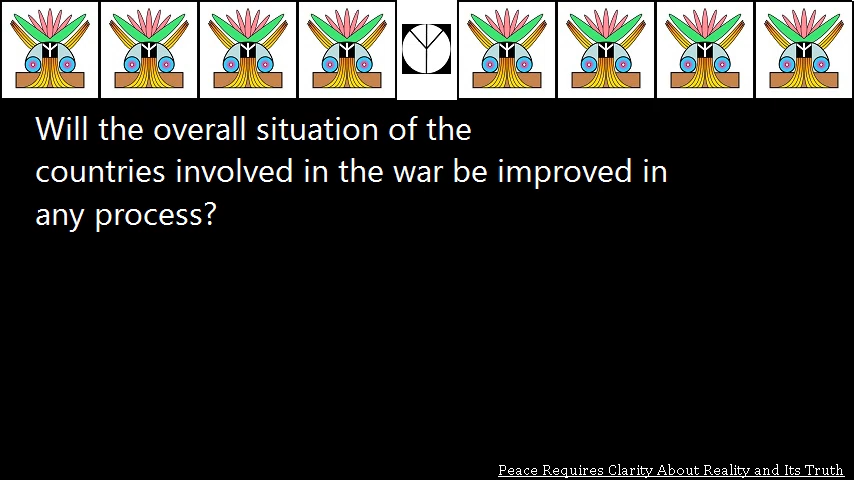 Will the overall situation of the
countries involved in the war be improved in
any process?
Peace Requires Clarity About Reality and Its Truth